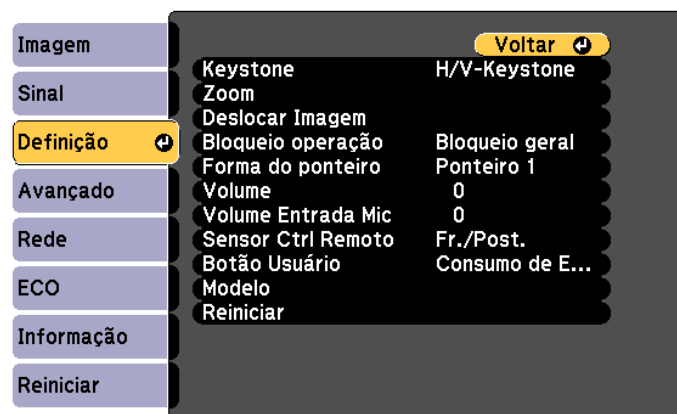 Imagem
Sinal
Definição
Avançado
Rede
ECO
Informação
Reiniciar
Voltar
Keystone H/V-Keystone
Zoom
Deslocar Imagem
Bloqueio operação Bloqueio geral
Forma do ponteiro Ponteiro 1
Volume 0
Volume Entrada Mic 0
Sensor Ctrl Remoto Fr./Post.
Botão Usuário Consumo de E...
Modelo
Reiniciar